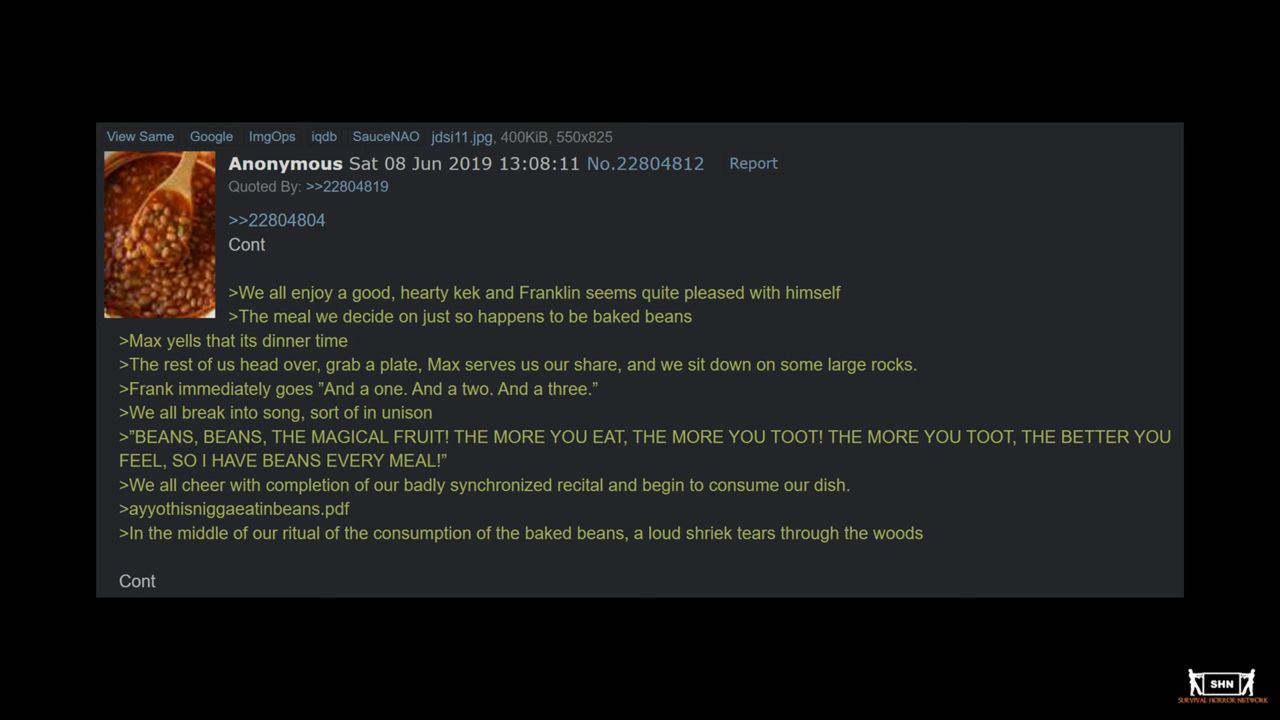 View Same Google ImgOps iqdb SauceNAO jdsi11.jpg, 400KiB, 550x825
Anonymous Sat 08 Jun 2019 13:08:11 No.22804812 Report
Quoted By: >>22804819
>>22804804
Cont
>We all enjoy a good, hearty kek and Franklin seems quite pleased with himself
>The meal we decide on just so happens to be baked beans
>Max yells that its dinner time
>The rest of us head over, grab a plate, Max serves us our share, and we sit down on some large rocks.
>Frank immediately goes ”And a one. And a two. And a three.”
>We all break into song, sort of in unison
>”BEANS, BEANS, THE MAGICAL FRUIT! THE MORE YOU EAT, THE MORE YOU TOOT! THE MORE YOU TOOT, THE BETTER YOU
FEEL, SO I HAVE BEANS EVERY MEAL!”
>We all cheer with completion of our badly synchronized recital and begin to consume our dish.
>ayyothisniggaeatinbeans.pdf
>In the middle of our ritual of the consumption of the baked beans, a loud shriek tears through the woods
Cont
SHN
SURVIVAL HORROR NETWORK